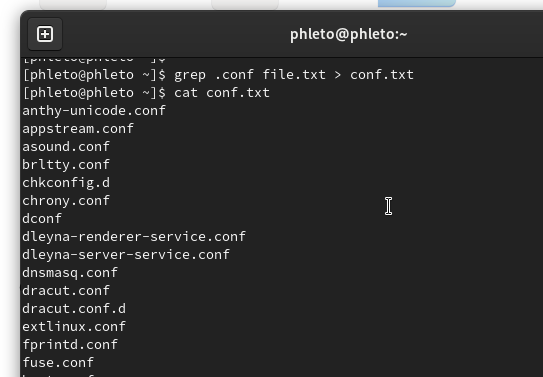 phleto@phleto:~
[phleto@phleto ~]$
[phleto@phleto ~]$ grep .conf file.txt > conf.txt
[phleto@phleto ~]$ cat conf.txt
anthy-unicode.conf
appstream.conf
asound.conf
brltty.conf
chkconfig.d
chrony.conf
dconf
dleyna-renderer-service.conf
dleyna-server-service.conf
dnsmasq.conf
dracut.conf
dracut.conf.d
extlinux.conf
fprintd.conf
fuse.conf